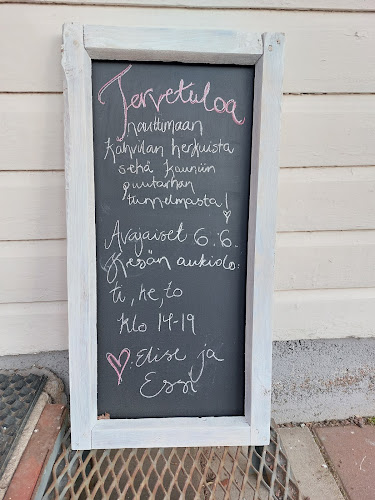 Tervetuloa
nauttimaan
kahvilan herkuista
sekä kauniin
puutarhan
tunnelmasta!
Avajaiset 6.6.
Kesän aukiolo:
ti, ke, to
klo 14-19
Elise ja
Essi